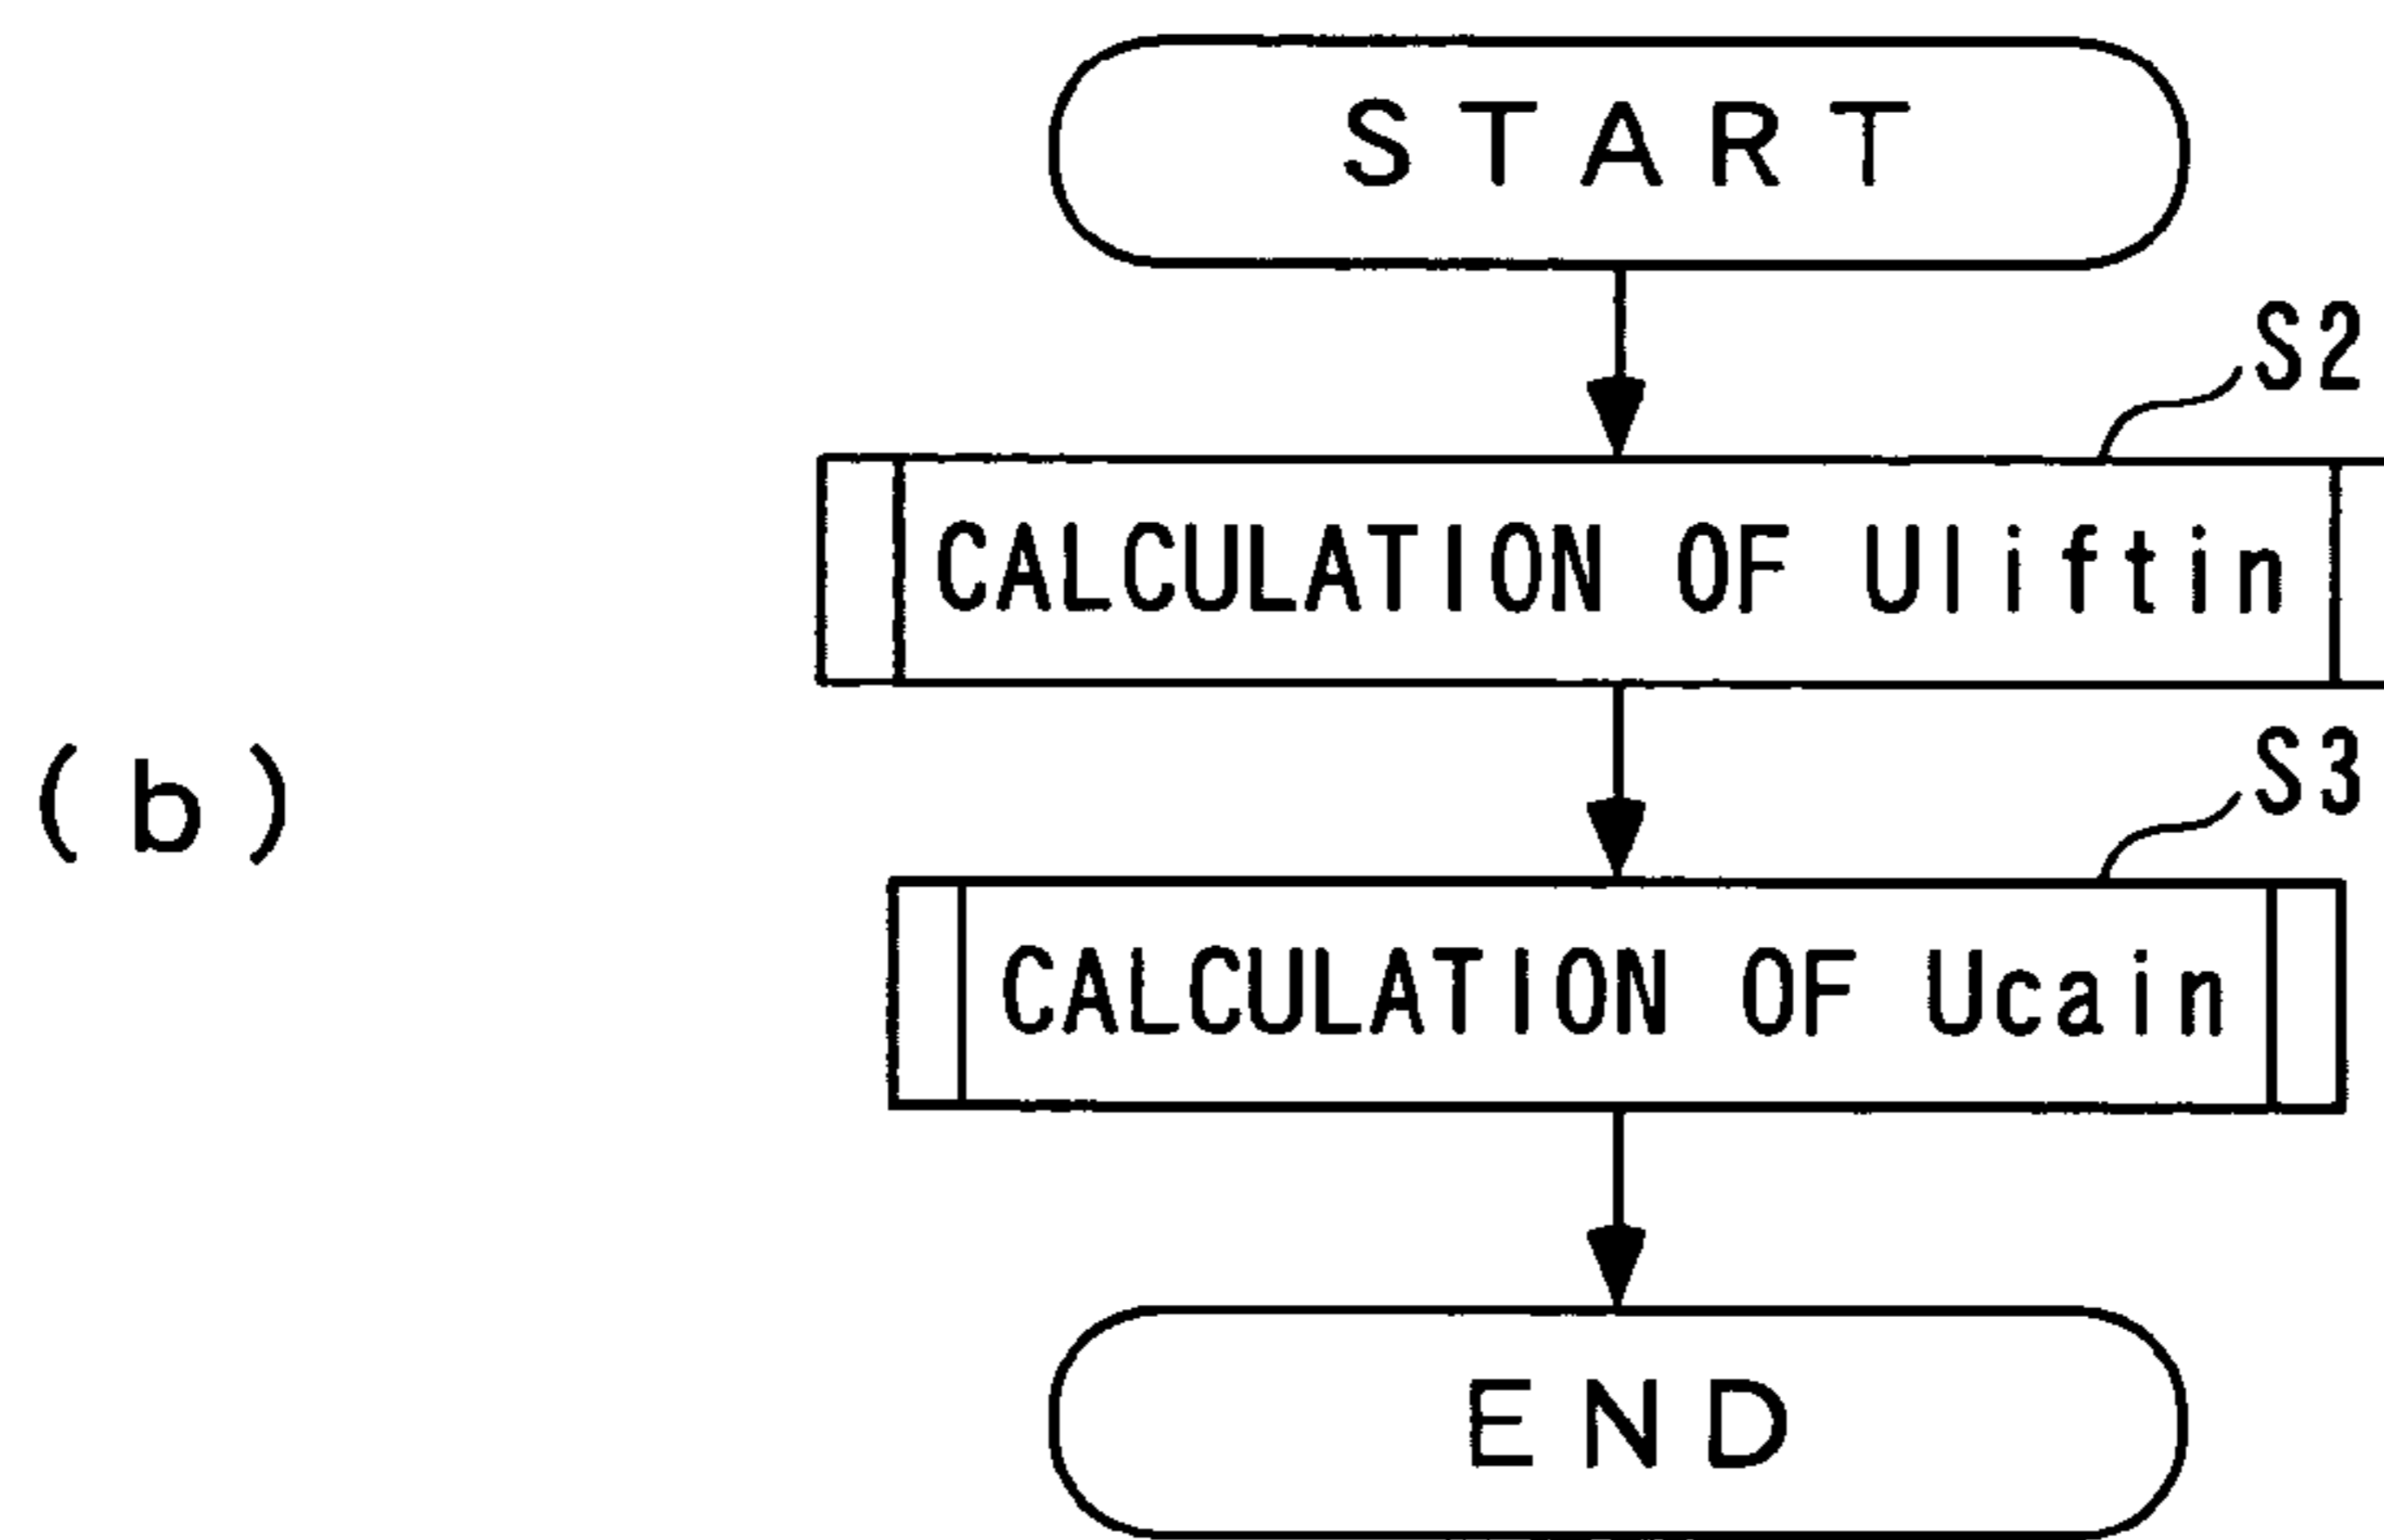 START
S2
CALCULATION OF Uliftin
(b)
S3
CALCULATION OF Ucain
END